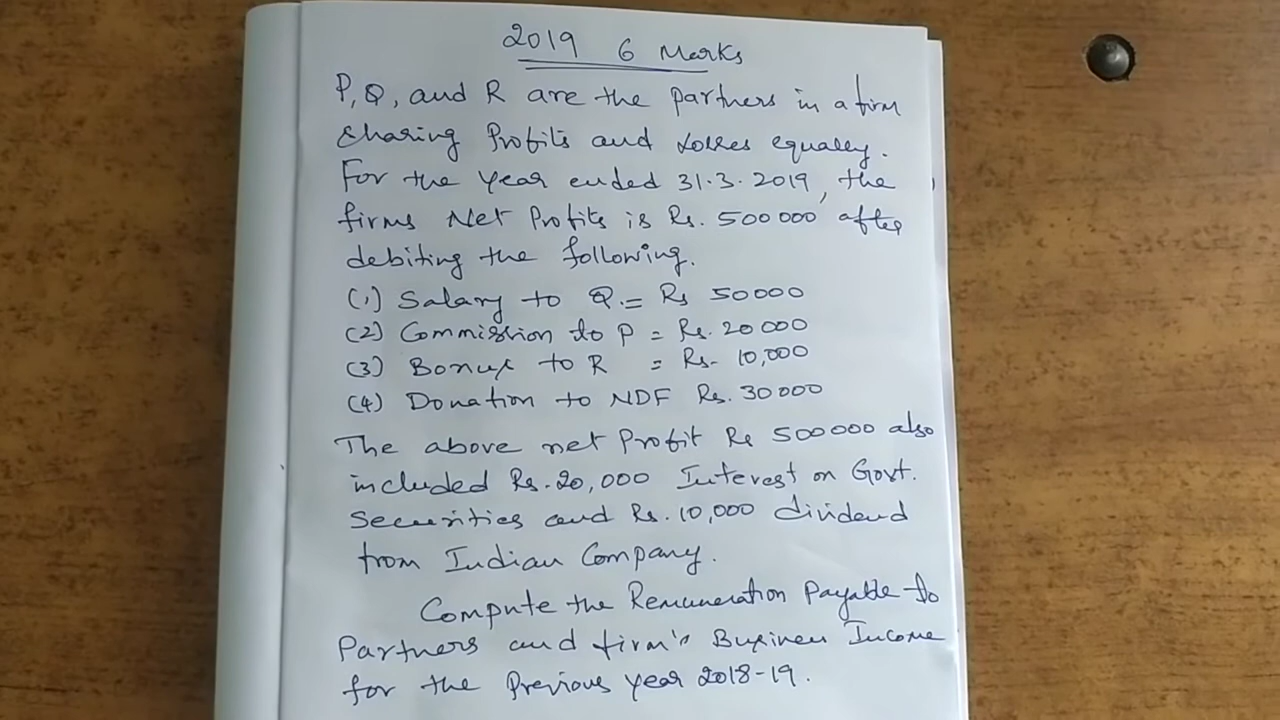 2019 6 Marks
P, Q, and R are the partners in a firm
sharing Profits and Losses equally.
For the year ended 31.3.2019, the
firms Net Profits is Rs. 500000 after
debiting the following.
(1) Salary to Q. = Rs 50000
(2) Commission to P = Rs. 20000
(3) Bonus to R = Rs. 10,000
(4) Donation to NDF Rs. 30000
The above net Profit Rs 500000 also
included Rs. 20,000 Interest on Govt.
Securities and Rs. 10,000 dividend
from Indian Company.
Compute the Remuneration Payable to
Partners and firm's Business Income
for the Previous year 2018-19.